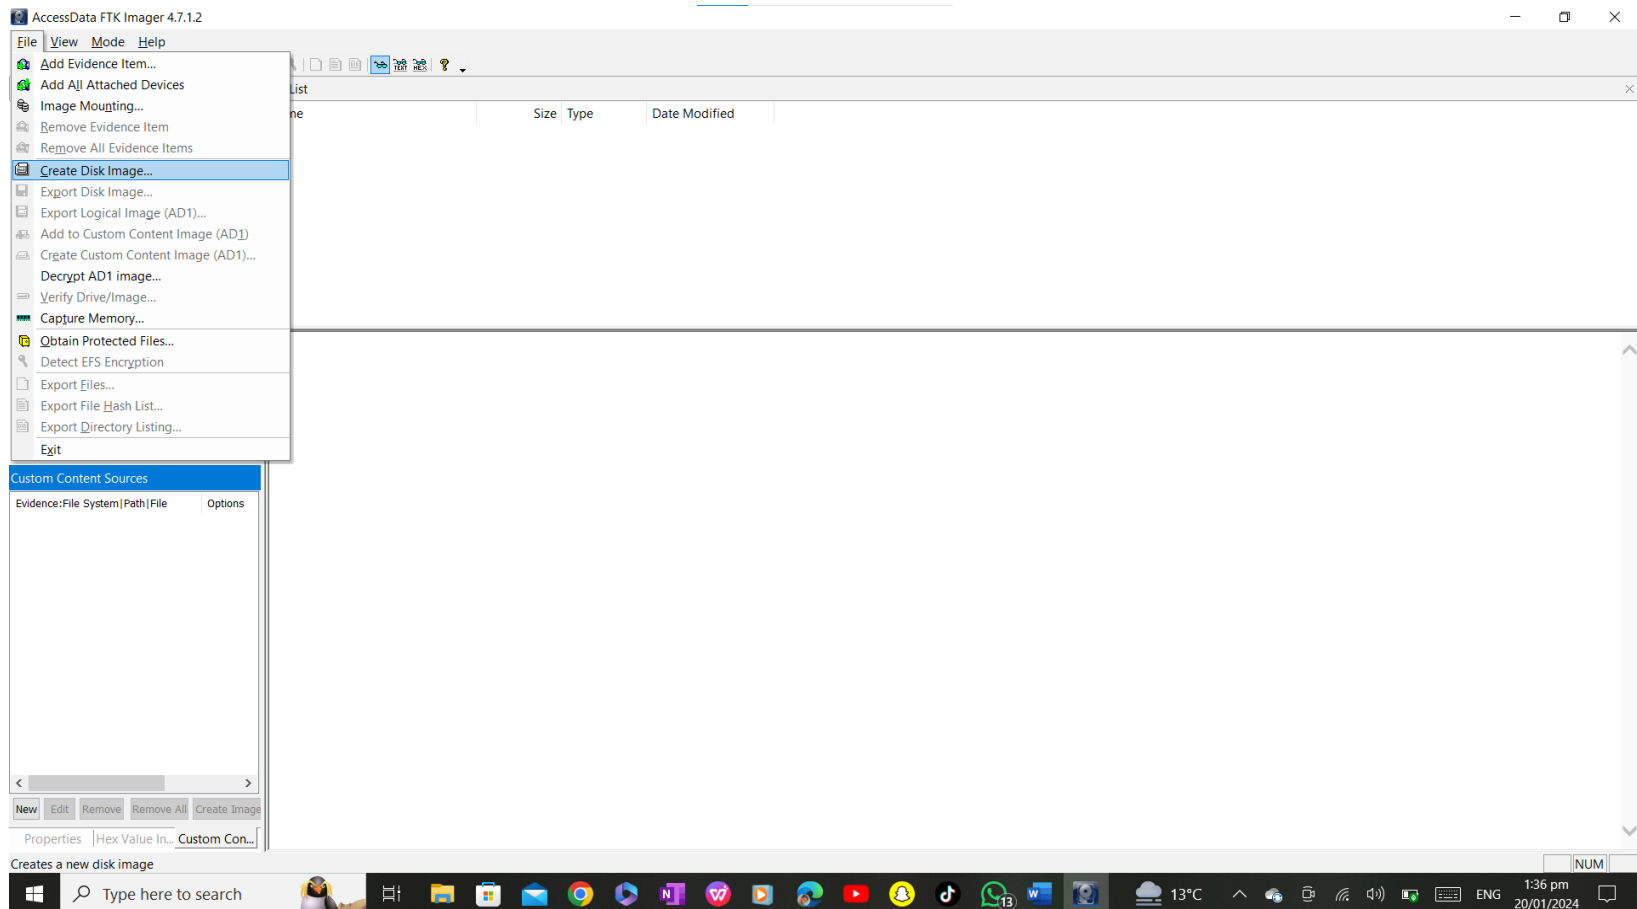 AccessData FTK Imager 4.7.1.2
File View Mode Help
Add Evidence Item...
Add All Attached Devices
Image Mounting...
Remove Evidence Item
Remove All Evidence Items
Create Disk Image...
Export Disk Image...
Export Logical Image (AD1)...
Add to Custom Content Image (AD1)
Create Custom Content Image (AD1)...
Decrypt AD1 image...
Verify Drive/Image...
Capture Memory...
Obtain Protected Files...
Detect EFS Encryption
Export Files...
Export File Hash List...
Export Directory Listing...
Exit
List
me Size Type Date Modified
Custom Content Sources
Evidence:File System|Path|File Options
New Edit Remove Remove All Create Image
Properties Hex Value In... Custom Con...
Creates a new disk image
NUM
Type here to search
13
13°C
ENG
1:36 pm
20/01/2024